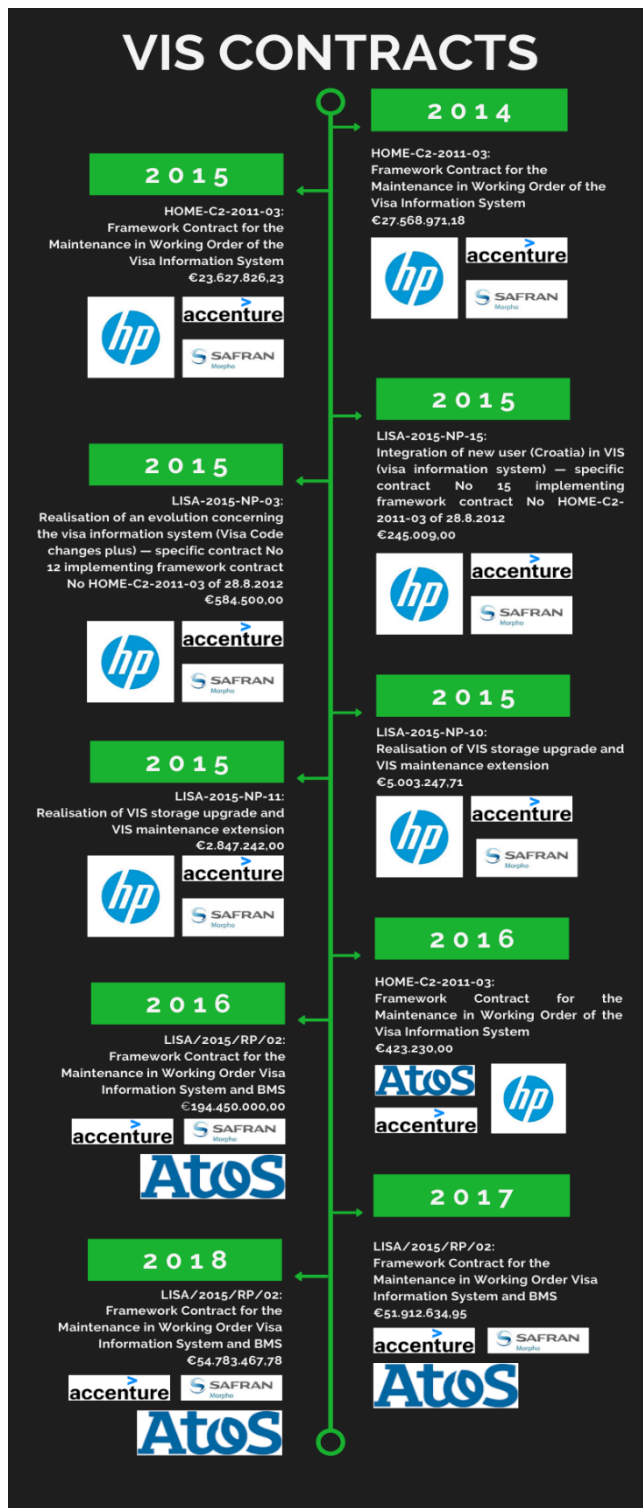 VIS CONTRACTS
2014
HOME-C2-2011-03:
Framework Contract for the
Maintenance in Working Order of the
Visa Information System
€27.568.971,18
hp
accenture
SAFRAN
Morpho
2015
HOME-C2-2011-03:
Framework Contract for the
Maintenance in Working Order of the
Visa Information System
€23.627.826,23
hp
accenture
SAFRAN
Morpho
2015
LISA-2015-NP-15:
Integration of new user (Croatia) in VIS
(visa information system) — specific
contract No 15 implementing
framework contract No HOME-C2-
2011-03 of 28.8.2012
€245.009,00
hp
accenture
SAFRAN
Morpho
2015
LISA-2015-NP-03:
Realisation of an evolution concerning
the visa information system (Visa Code
changes plus) — specific contract No
12 implementing framework contract
No HOME-C2-2011-03 of 28.8.2012
€584.500,00
hp
accenture
SAFRAN
Morpho
2015
LISA-2015-NP-10:
Realisation of VIS storage upgrade and
VIS maintenance extension
€5.003.247,71
hp
accenture
SAFRAN
Morpho
2015
LISA-2015-NP-11:
Realisation of VIS storage upgrade and
VIS maintenance extension
€2.847.242,00
hp
accenture
SAFRAN
Morpho
2016
HOME-C2-2011-03:
Framework Contract for the
Maintenance in Working Order of the
Visa Information System
€423.230,00
Atos
accenture
hp
2016
LISA/2015/RP/02:
Framework Contract for the
Maintenance in Working Order Visa
Information System and BMS
€194.450.000,00
accenture
SAFRAN
Morpho
Atos
2017
LISA/2015/RP/02:
Framework Contract for the
Maintenance in Working Order Visa
Information System and BMS
€51.912.634,95
accenture
SAFRAN
Morpho
Atos
2018
LISA/2015/RP/02:
Framework Contract for the
Maintenance in Working Order Visa
Information System and BMS
€54.783.467,78
accenture
SAFRAN
Morpho
Atos